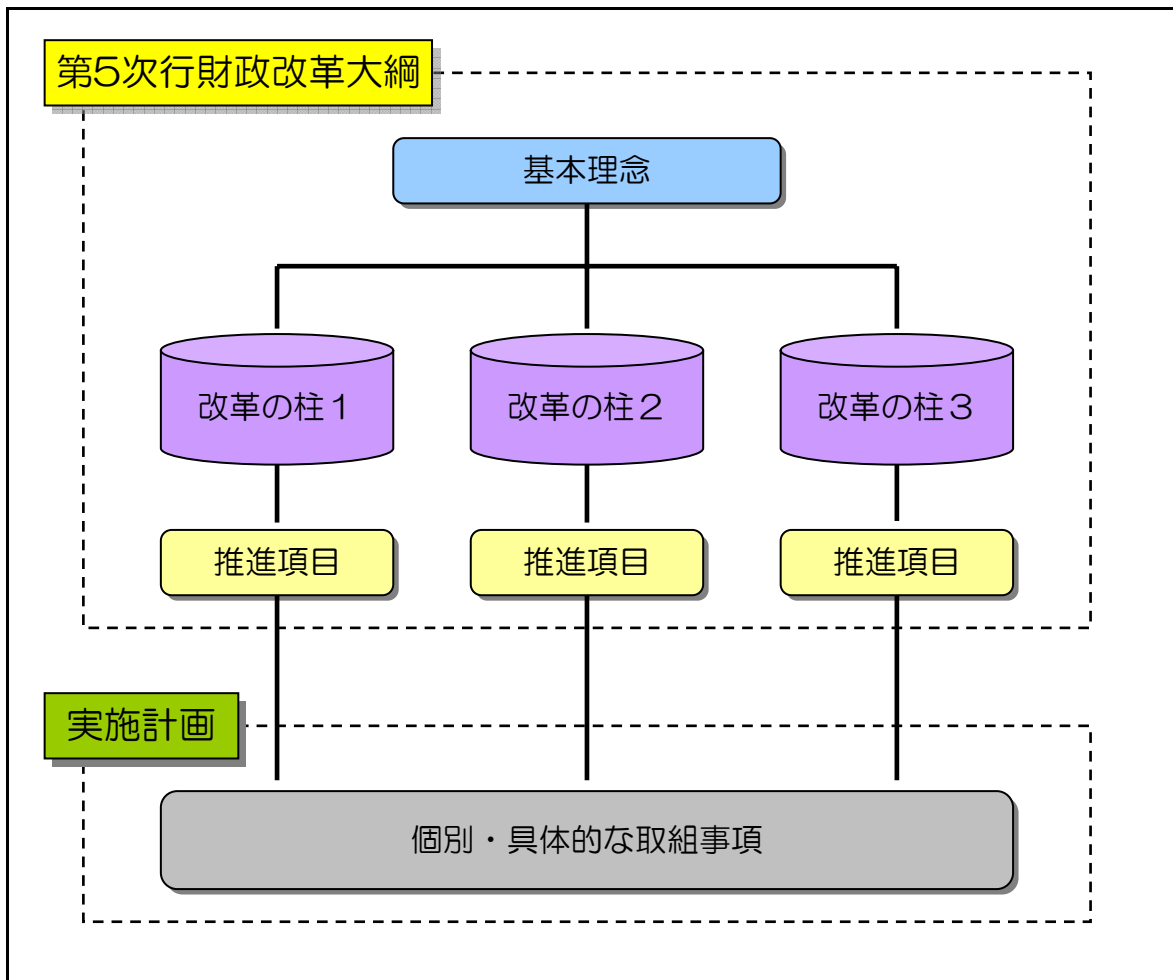 第5次行財政改革大綱
基本理念
改革の柱１
改革の柱２
改革の柱３
推進項目
推進項目
推進項目
実施計画
個別・具体的な取組事項